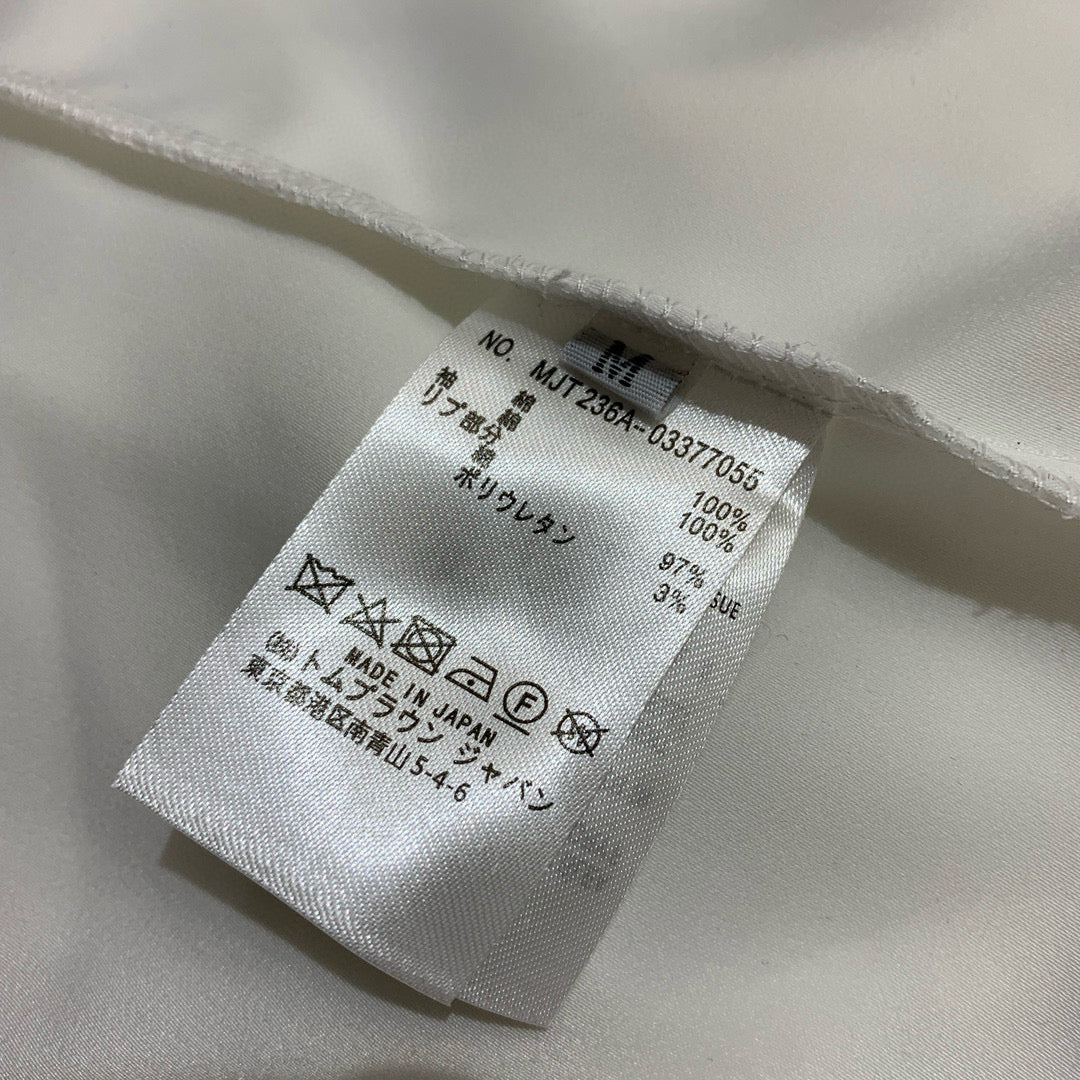 M
NO. MJT236A-03377055
綿 100%
袖 綿 100%
リブ部分
綿 97%
ポリウレタン 3%
SUE
F
MADE IN JAPAN
(株)トムブラウン ジャパン
東京都港区南青山5-4-6